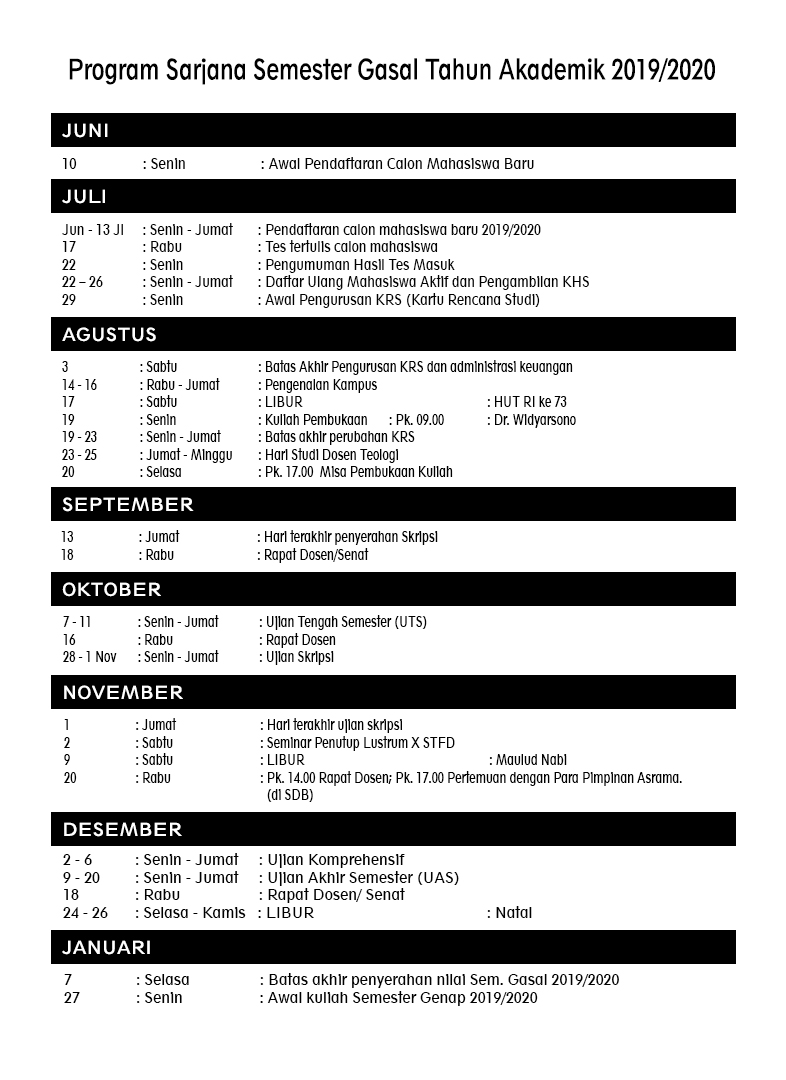 Program Sarjana Semester Gasal Tahun Akademik 2019/2020
JUNI
10 : Senin : Awal Pendaftaran Calon Mahasiswa Baru
JULI
Jun - 13 Jl : Senin - Jumat : Pendaftaran calon mahasiswa baru 2019/2020
17 : Rabu : Tes tertulis calon mahasiswa
22 : Senin : Pengumuman Hasil Tes Masuk
22 – 26 : Senin - Jumat : Daftar Ulang Mahasiswa Aktif dan Pengambilan KHS
29 : Senin : Awal Pengurusan KRS (Kartu Rencana Studi)
AGUSTUS
3 : Sabtu : Batas Akhir Pengurusan KRS dan administrasi keuangan
14 - 16 : Rabu - Jumat : Pengenalan Kampus
17 : Sabtu : LIBUR : HUT RI ke 73
19 : Senin : Kuliah Pembukaan : Pk. 09.00 : Dr. Widyarsono
19 - 23 : Senin - Jumat : Batas akhir perubahan KRS
23 - 25 : Jumat - Minggu : Hari Studi Dosen Teologi
20 : Selasa : Pk. 17.00 Misa Pembukaan Kuliah
SEPTEMBER
13 : Jumat : Hari terakhir penyerahan Skripsi
18 : Rabu : Rapat Dosen/Senat
OKTOBER
7 - 11 : Senin - Jumat : Ujian Tengah Semester (UTS)
16 : Rabu : Rapat Dosen
28 - 1 Nov : Senin - Jumat : Ujian Skripsi
NOVEMBER
1 : Jumat : Hari terakhir ujian skripsi
2 : Sabtu : Seminar Penutup Lustrum X STFD
9 : Sabtu : LIBUR : Maulud Nabi
20 : Rabu : Pk. 14.00 Rapat Dosen; Pk. 17.00 Pertemuan dengan Para Pimpinan Asrama.
(di SDB)
DESEMBER
2 - 6 : Senin - Jumat : Ujian Komprehensif
9 - 20 : Senin - Jumat : Ujian Akhir Semester (UAS)
18 : Rabu : Rapat Dosen/ Senat
24 - 26 : Selasa - Kamis : LIBUR : Natal
JANUARI
7 : Selasa : Batas akhir penyerahan nilai Sem. Gasal 2019/2020
27 : Senin : Awal kuliah Semester Genap 2019/2020